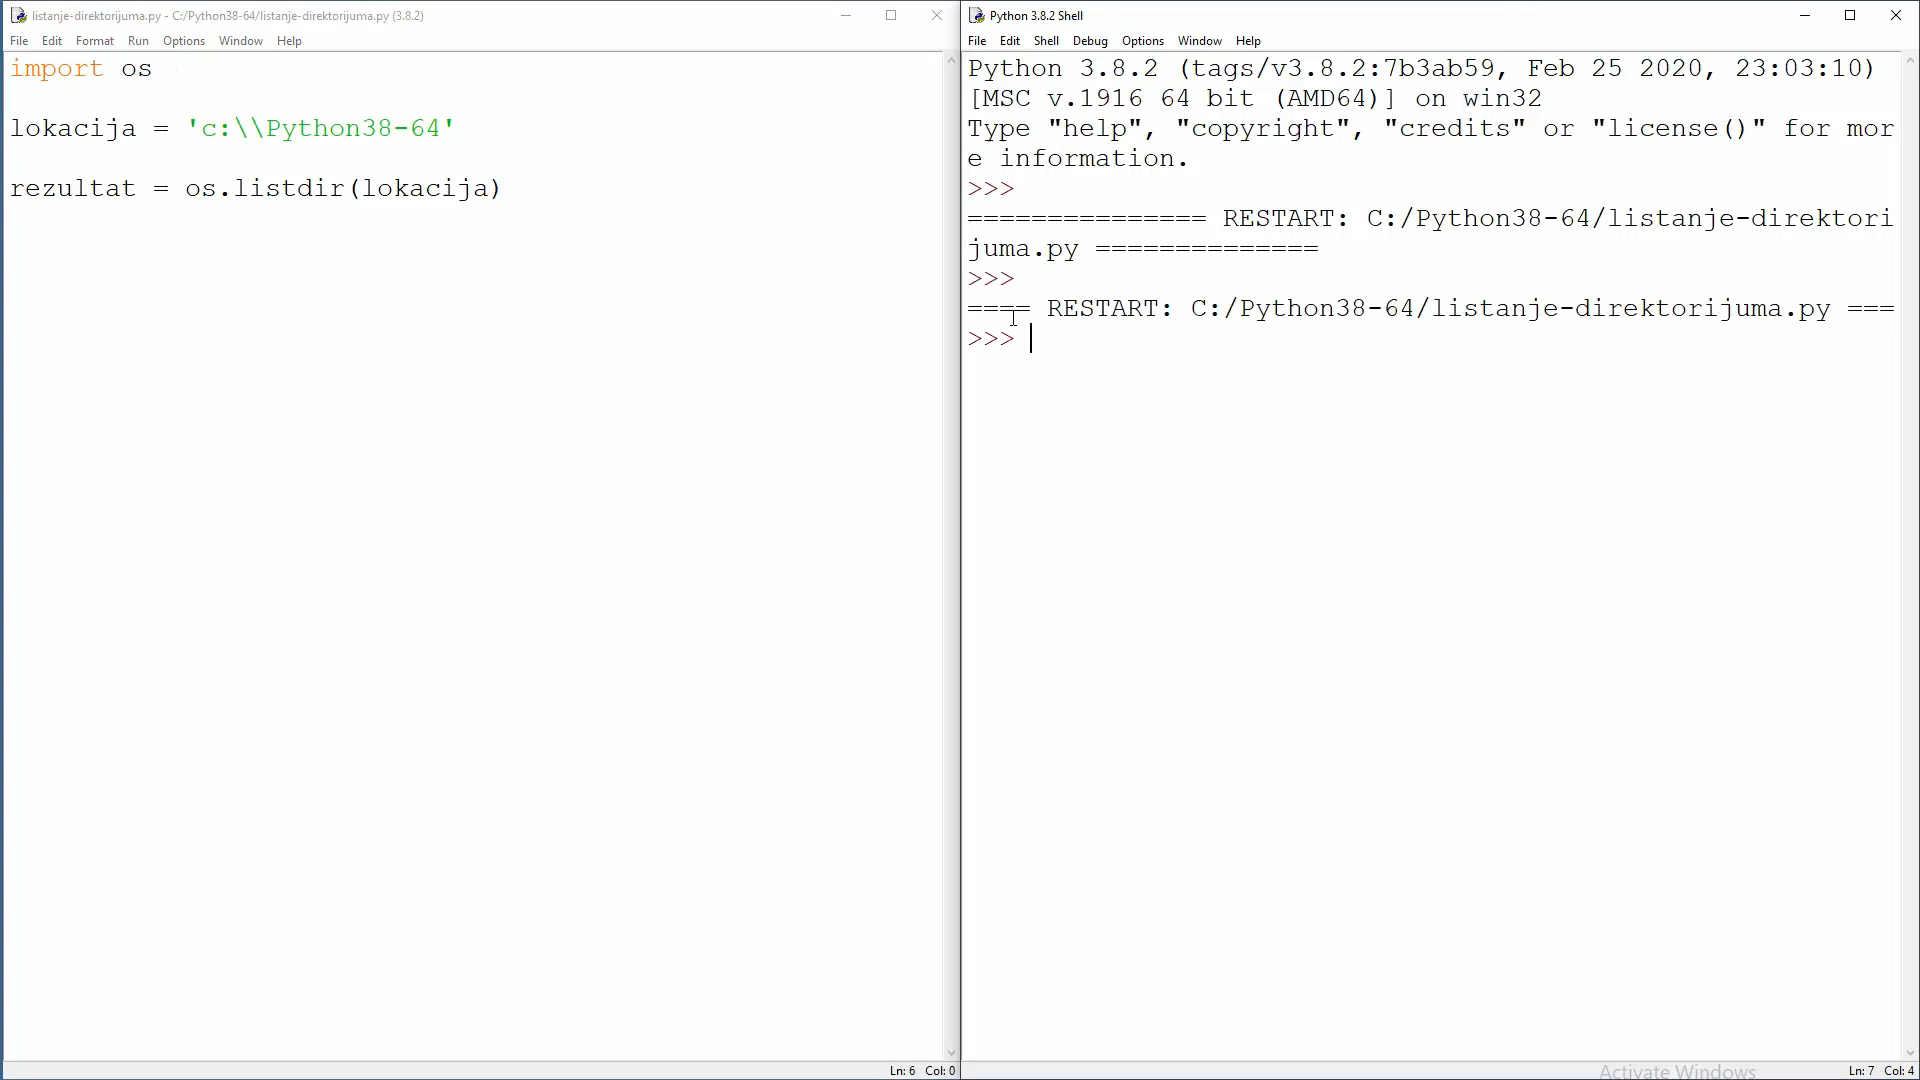 listanje-direktorijuma.py - C:/Python38-64/listanje-direktorijuma.py (3.8.2)
File Edit Format Run Options Window Help
import os
lokacija = 'c:\\Python38-64'
rezultat = os.listdir(lokacija)
Ln: 6 Col: 0
Python 3.8.2 Shell
File Edit Shell Debug Options Window Help
Python 3.8.2 (tags/v3.8.2:7b3ab59, Feb 25 2020, 23:03:10)
[MSC v.1916 64 bit (AMD64)] on win32
Type "help", "copyright", "credits" or "license()" for mor
e information.
>>>
=============== RESTART: C:/Python38-64/listanje-direktori
juma.py ==============
>>>
==== RESTART: C:/Python38-64/listanje-direktorijuma.py ===
>>>
Activate Windows
Ln: 7 Col: 4